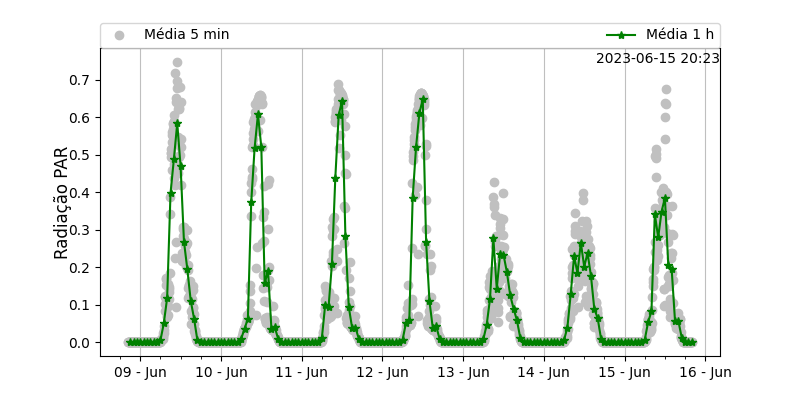 Média 5 min
Média 1 h
2023-06-15 20:23
Radiação PAR
0.7
0.6
0.5
0.4
0.3
0.2
0.1
0.0
09 - Jun
10 - Jun
11 - Jun
12 - Jun
13 - Jun
14 - Jun
15 - Jun
16 - Jun